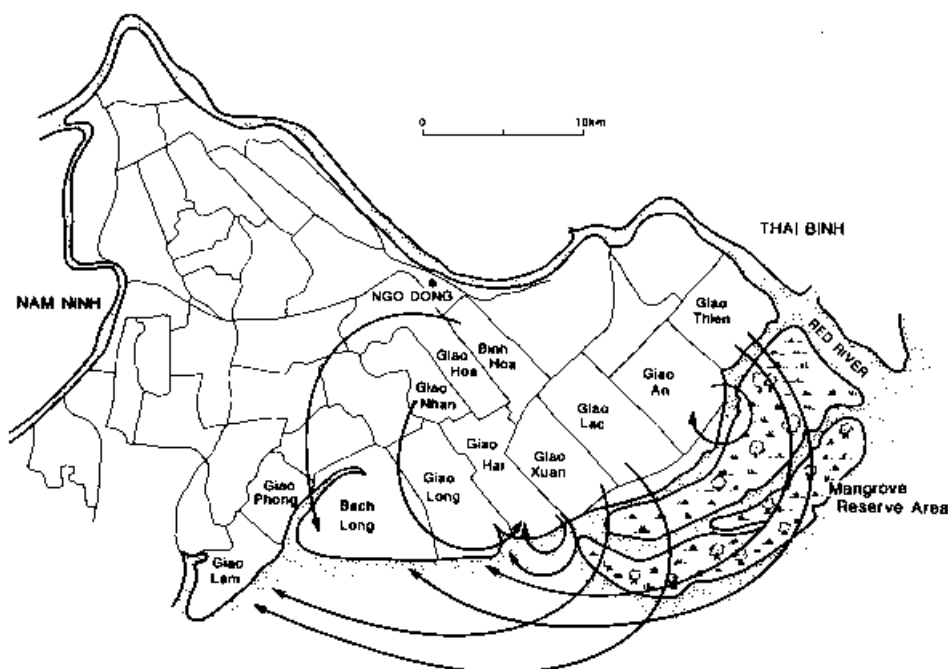 0 10km
THAI BINH
NGO DONG
NAM NINH
RED RIVER
Giao
Thien
Giao
Hoa
Binh
Hoa
Giao
An
Giao
Nhan
Giao
Lac
Giao
Hai
Giao
Xuan
Giao
Phong
Bach
Long
Giao
Long
Mangrove
Reserve Area
Giao
Lam